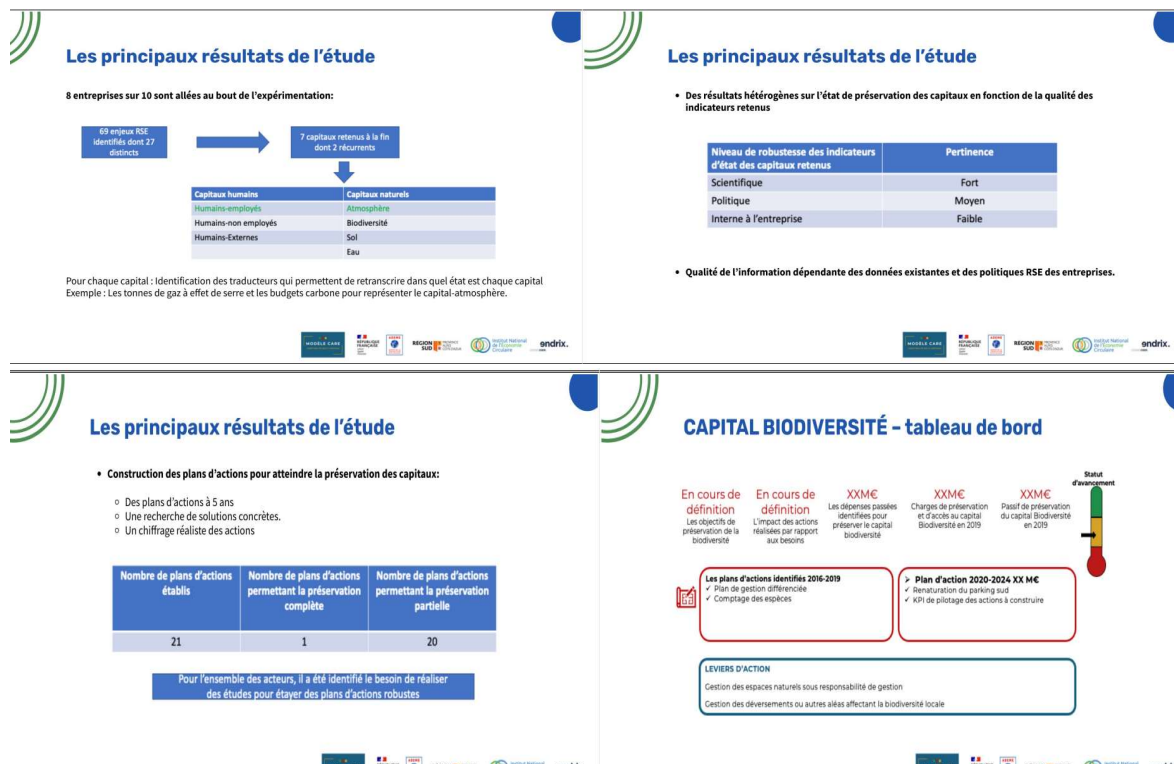 Les principaux résultats de l'étude
8 entreprises sur 10 sont allées au bout de l'expérimentation:
69 enjeux RSE
identifiés dont 27
distincts
7 capitaux retenus à la fin
dont 2 récurrents
Capitaux humains Capitaux naturels
Humains-employés Atmosphère
Humains-non employés Biodiversité
Humains-Externes Sol
Eau
Pour chaque capital : Identification des traducteurs qui permettent de retranscrire dans quel état est chaque capital
Exemple : Les tonnes de gaz à effet de serre et les budgets carbone pour représenter le capital-atmosphère.
MODÈLE CARE
RÉPUBLIQUE
FRANÇAISE
ADEME
REGION
SUD
Institut National
de l'Économie
Circulaire
endrix.
Les principaux résultats de l'étude
• Des résultats hétérogènes sur l'état de préservation des capitaux en fonction de la qualité des
indicateurs retenus
Niveau de robustesse des indicateurs
d'état des capitaux retenus
Pertinence
Scientifique Fort
Politique Moyen
Interne à l'entreprise Faible
• Qualité de l'information dépendante des données existantes et des politiques RSE des entreprises.
MODÈLE CARE
RÉPUBLIQUE
FRANÇAISE
ADEME
REGION
SUD
Institut National
de l'Économie
Circulaire
endrix.
Les principaux résultats de l'étude
• Construction des plans d'actions pour atteindre la préservation des capitaux:
○ Des plans d'actions à 5 ans
○ Une recherche de solutions concrètes.
○ Un chiffrage réaliste des actions
Nombre de plans d'actions
établis
Nombre de plans d'actions
permettant la préservation
complète
Nombre de plans d'actions
permettant la préservation
partielle
21 1 20
Pour l'ensemble des acteurs, il a été identifié le besoin de réaliser
des études pour étayer des plans d'actions robustes
CAPITAL BIODIVERSITÉ – tableau de bord
En cours de
définition
Les objectifs de
préservation de la
biodiversité
En cours de
définition
L'impact des actions
réalisées par rapport
aux besoins
XXM€
Les dépenses passées
identifiées pour
préserver le capital
biodiversité
XXM€
Charges de préservation
et d'accès au capital
Biodiversité en 2019
XXM€
Passif de préservation
du capital Biodiversité
en 2019
Statut
d'avancement
Les plans d'actions identifiés 2016-2019
✓ Plan de gestion différenciée
✓ Comptage des espèces
➢ Plan d'action 2020-2024 XX M€
✓ Renaturation du parking sud
✓ KPI de pilotage des actions à construire
LEVIERS D'ACTION
Gestion des espaces naturels sous responsabilité de gestion
Gestion des déversements ou autres aléas affectant la biodiversité locale